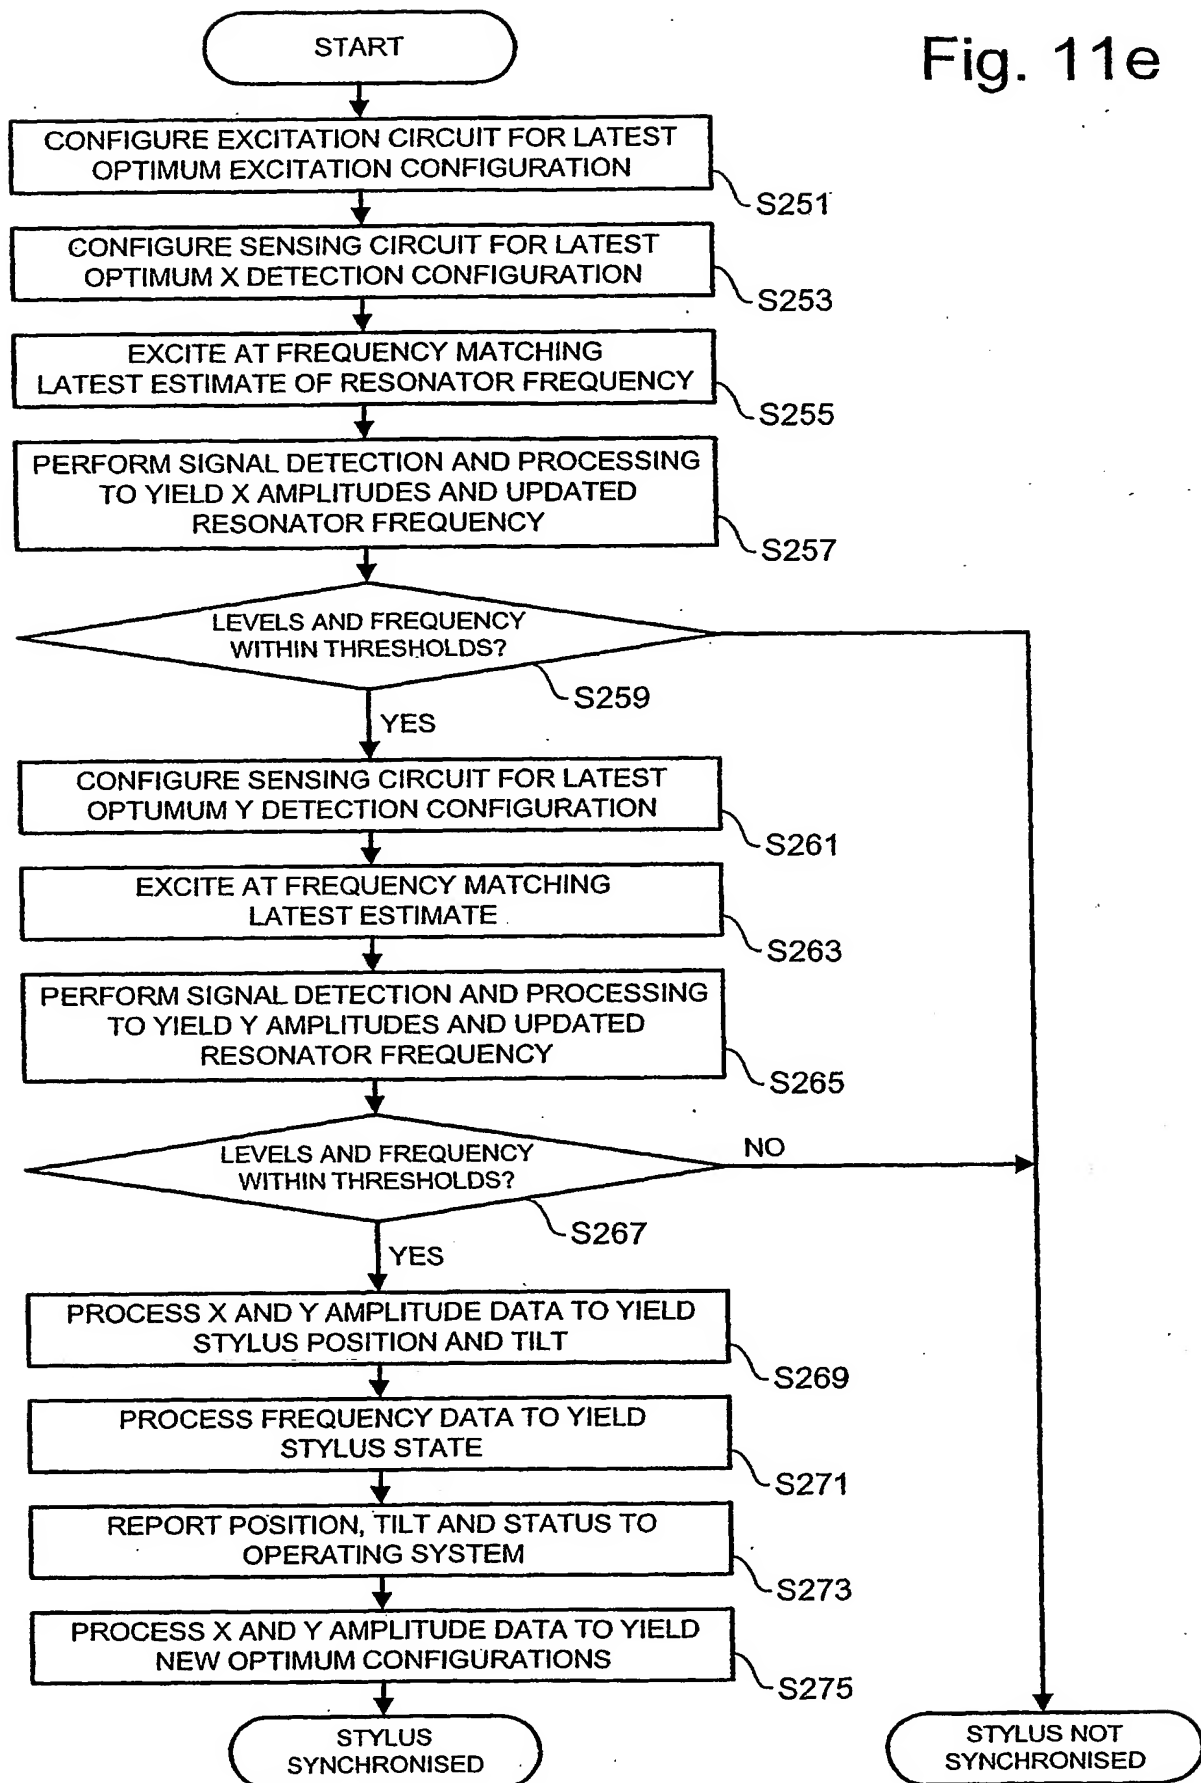 START
Fig. 11e
CONFIGURE EXCITATION CIRCUIT FOR LATEST
OPTIMUM EXCITATION CONFIGURATION
S251
CONFIGURE SENSING CIRCUIT FOR LATEST
OPTIMUM X DETECTION CONFIGURATION
S253
EXCITE AT FREQUENCY MATCHING
LATEST ESTIMATE OF RESONATOR FREQUENCY
S255
PERFORM SIGNAL DETECTION AND PROCESSING
TO YIELD X AMPLITUDES AND UPDATED
RESONATOR FREQUENCY
S257
LEVELS AND FREQUENCY
WITHIN THRESHOLDS?
S259
YES
CONFIGURE SENSING CIRCUIT FOR LATEST
OPTUMUM Y DETECTION CONFIGURATION
S261
EXCITE AT FREQUENCY MATCHING
LATEST ESTIMATE
S263
PERFORM SIGNAL DETECTION AND PROCESSING
TO YIELD Y AMPLITUDES AND UPDATED
RESONATOR FREQUENCY
S265
LEVELS AND FREQUENCY
WITHIN THRESHOLDS?
NO
S267
YES
PROCESS X AND Y AMPLITUDE DATA TO YIELD
STYLUS POSITION AND TILT
S269
PROCESS FREQUENCY DATA TO YIELD
STYLUS STATE
S271
REPORT POSITION, TILT AND STATUS TO
OPERATING SYSTEM
S273
PROCESS X AND Y AMPLITUDE DATA TO YIELD
NEW OPTIMUM CONFIGURATIONS
S275
STYLUS
SYNCHRONISED
STYLUS NOT
SYNCHRONISED